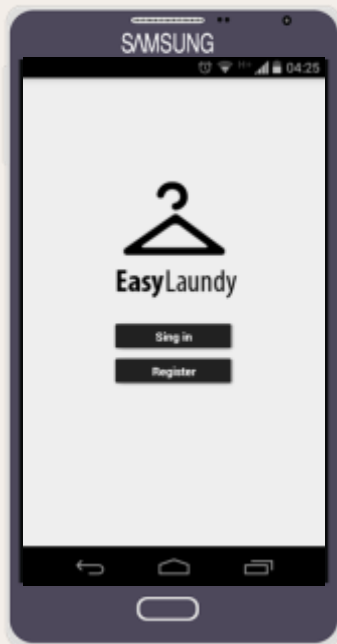 SAMSUNG
H+ 04:25
EasyLaundy
Sing in
Register